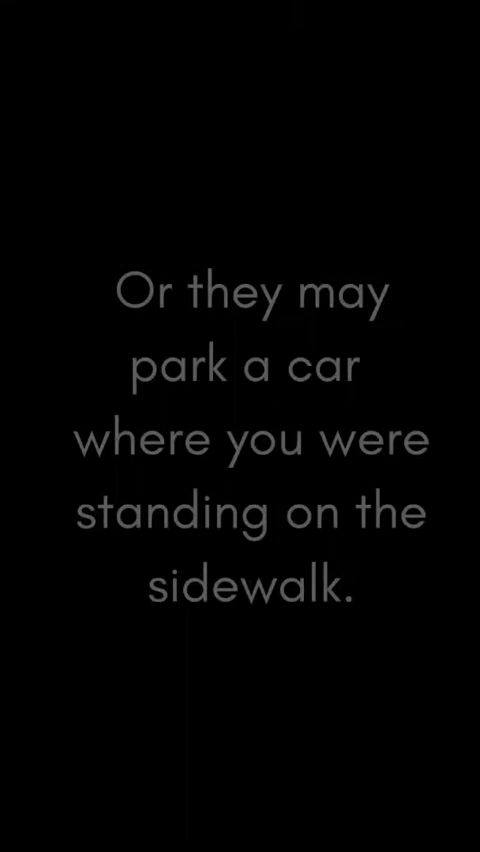 Or they may
park a car
where you were
standing on the
sidewalk.